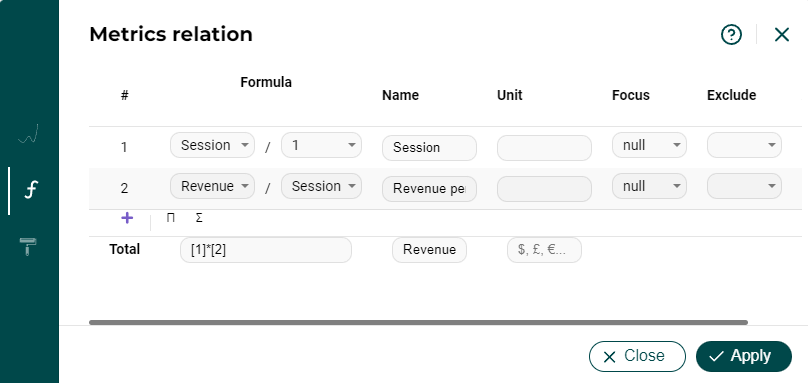 Metrics relation
# Formula Name Unit Focus Exclude
1 Session / 1 Session null
2 Revenue / Session Revenue pe null
+ Π Σ
Total [1]*[2] Revenue $, £, €...
Close Apply